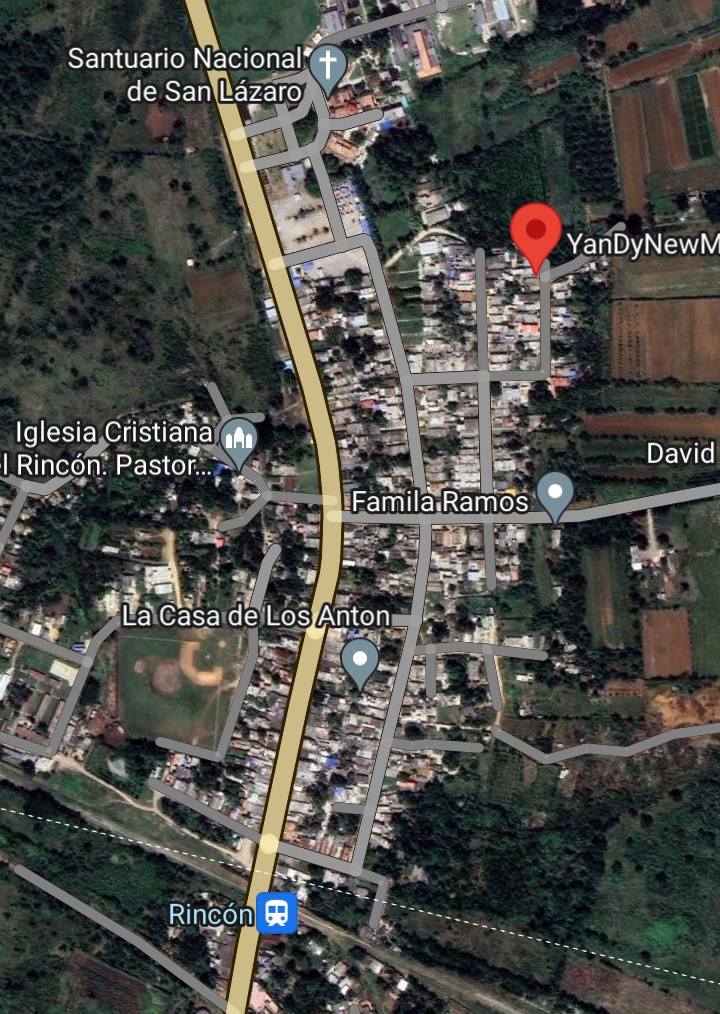 Santuario Nacional
de San Lázaro
YanDyNewM
Iglesia Cristiana
el Rincón. Pastor...
David
Famila Ramos
La Casa de Los Anton
Rincón